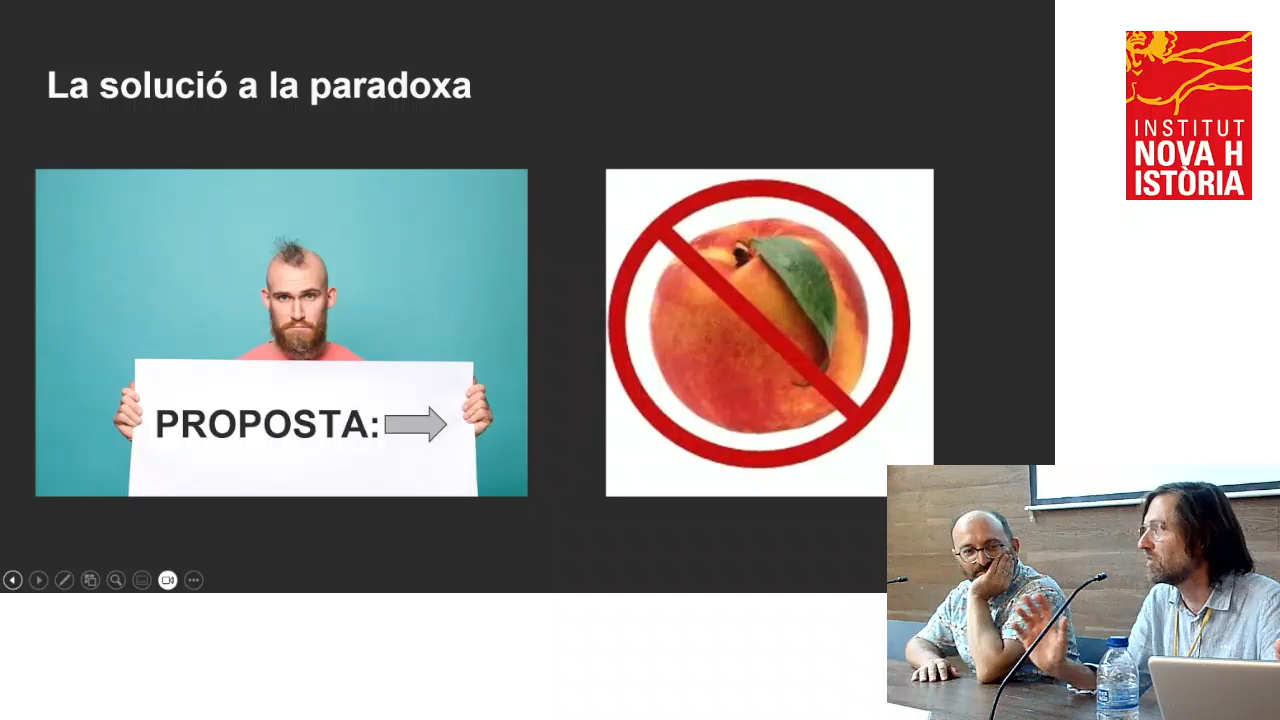 La solució a la paradoxa
PROPOSTA:
INSTITUT
NOVA H
ISTÒRIA